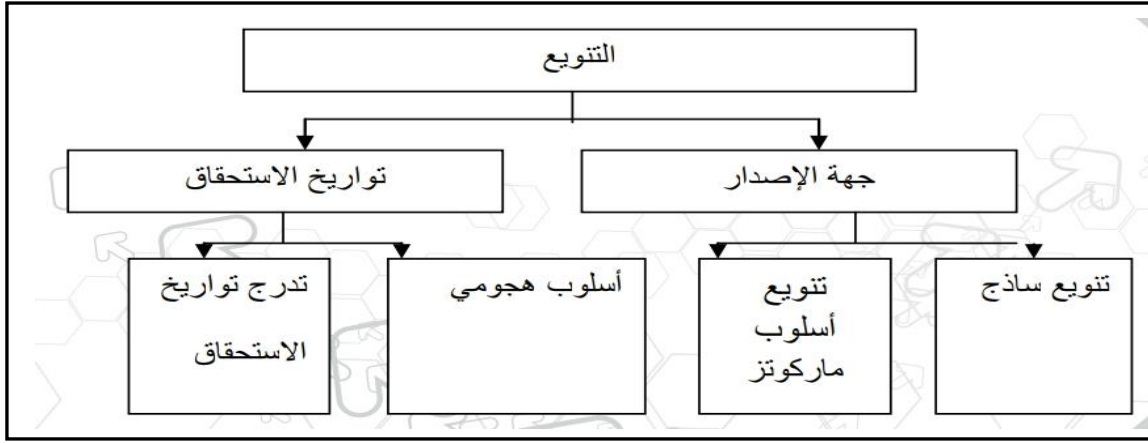 التنويع
جهة الإصدار
تواريخ الاستحقاق
تنويع ساذج
تنويع
أسلوب
ماركوتز
أسلوب هجومي
تدرج تواريخ
الاستحقاق